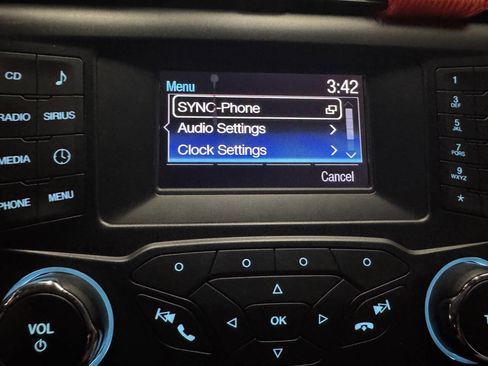 Menu 3:42
SYNC-Phone
Audio Settings
Clock Settings
Cancel
CD
RADIO SIRIUS
MEDIA
PHONE MENU
1
3 DEF
5 JKL
7 PQRS
9 WXYZ
*
VOL
OK